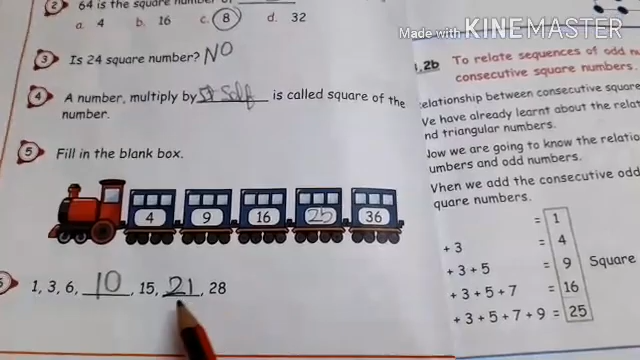 2 64 is the square number of
a. 4 b. 16 c. 8 d. 32
3 Is 24 square number? NO
4 A number, multiply by itself is called square of the
number.
5 Fill in the blank box.
4 9 16 25 36
1, 3, 6, 10, 15, 21, 28
Made with KINEMASTER
.2b To relate sequences of odd
consecutive square numbers.
elationship between consecutive square
We have already learnt about the
nd triangular numbers.
Now we are going to know the
umbers and odd numbers.
When we add the consecutive odd
quare numbers.
= 1
+ 3 = 4
+ 3 + 5 = 9 Square
+ 3 + 5 + 7 = 16
+ 3 + 5 + 7 + 9 = 25